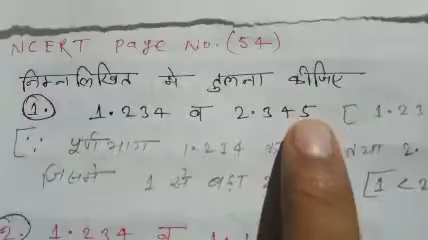 NCERT Page No. (54)
निम्नलिखित मे तुलना कीजिए
1. 1.234 व 2.345 [ 1.23
[∵ पूर्ण भाग 1.234 2.
जिसमे 1 से बड़ा [1 < 2
2. 1.234 व